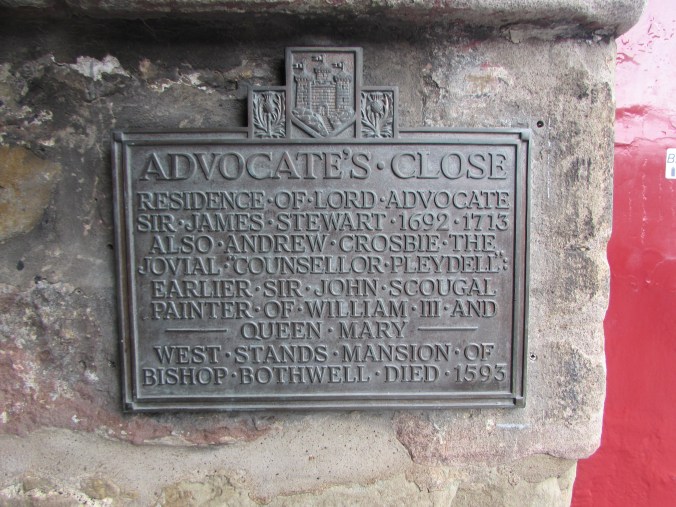 ADVOCATE'S · CLOSE
RESIDENCE · OF · LORD · ADVOCATE
SIR · JAMES · STEWART · 1692 · 1713
ALSO · ANDREW · CROSBIE · THE
JOVIAL · "COUNSELLOR · PLEYDELL":
EARLIER · SIR · JOHN · SCOUGAL
PAINTER · OF · WILLIAM · III · AND
QUEEN · MARY
WEST · STANDS · MANSION · OF
BISHOP · BOTHWELL · DIED · 1593